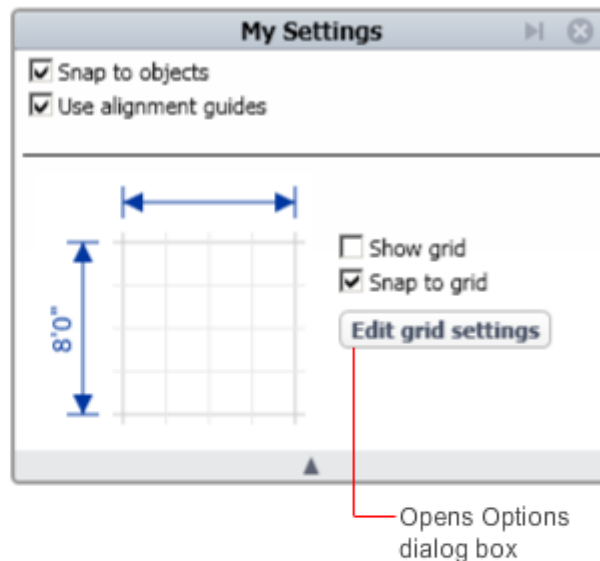 My Settings
Snap to objects
Use alignment guides
8'0"
Show grid
Snap to grid
Edit grid settings
Opens Options
dialog box